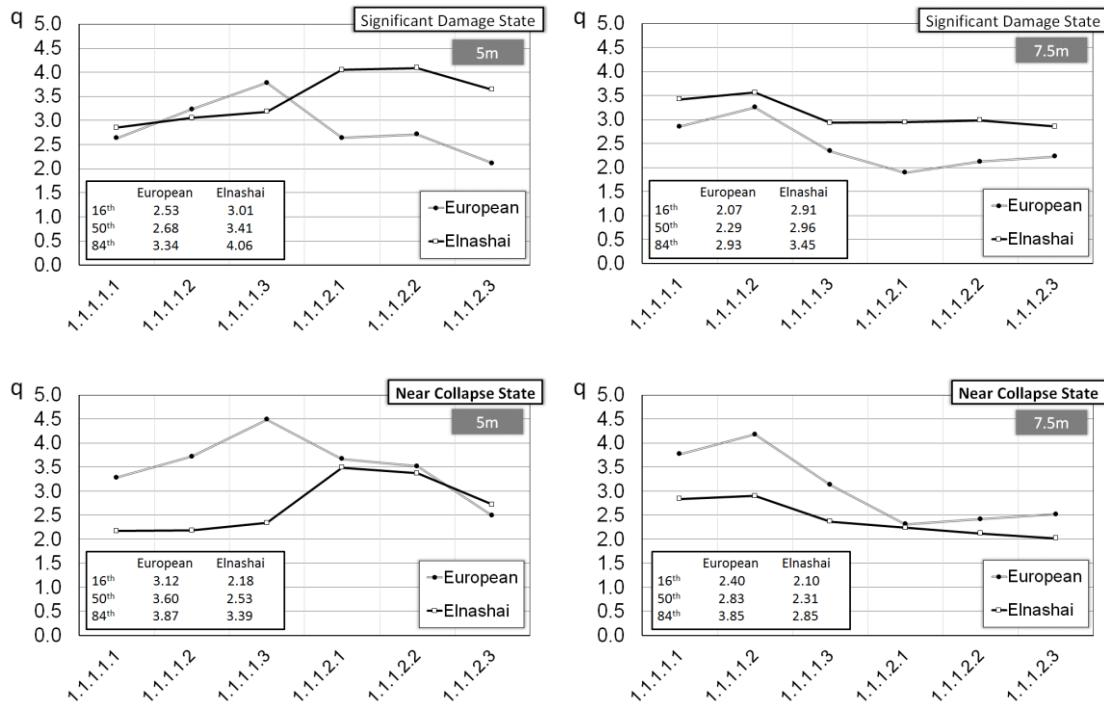 q
5.0
Significant Damage State
4.5
5m
4.0
3.5
3.0
2.5
2.0
1.5
1.0
0.5
0.0
European Elnashai
16th 2.53 3.01
50th 2.68 3.41
84th 3.34 4.06
European
Elnashai
1.1.1.1.1
1.1.1.1.2
1.1.1.1.3
1.1.1.2.1
1.1.1.2.2
1.1.1.2.3
q
5.0
Significant Damage State
4.5
7.5m
4.0
3.5
3.0
2.5
2.0
1.5
1.0
0.5
0.0
European Elnashai
16th 2.07 2.91
50th 2.29 2.96
84th 2.93 3.45
European
Elnashai
1.1.1.1.1
1.1.1.1.2
1.1.1.1.3
1.1.1.2.1
1.1.1.2.2
1.1.1.2.3
q
5.0
Near Collapse State
4.5
5m
4.0
3.5
3.0
2.5
2.0
1.5
1.0
0.5
0.0
European Elnashai
16th 3.12 2.18
50th 3.60 2.53
84th 3.87 3.39
European
Elnashai
1.1.1.1.1
1.1.1.1.2
1.1.1.1.3
1.1.1.2.1
1.1.1.2.2
1.1.1.2.3
q
5.0
Near Collapse State
4.5
7.5m
4.0
3.5
3.0
2.5
2.0
1.5
1.0
0.5
0.0
European Elnashai
16th 2.40 2.10
50th 2.83 2.31
84th 3.85 2.85
European
Elnashai
1.1.1.1.1
1.1.1.1.2
1.1.1.1.3
1.1.1.2.1
1.1.1.2.2
1.1.1.2.3